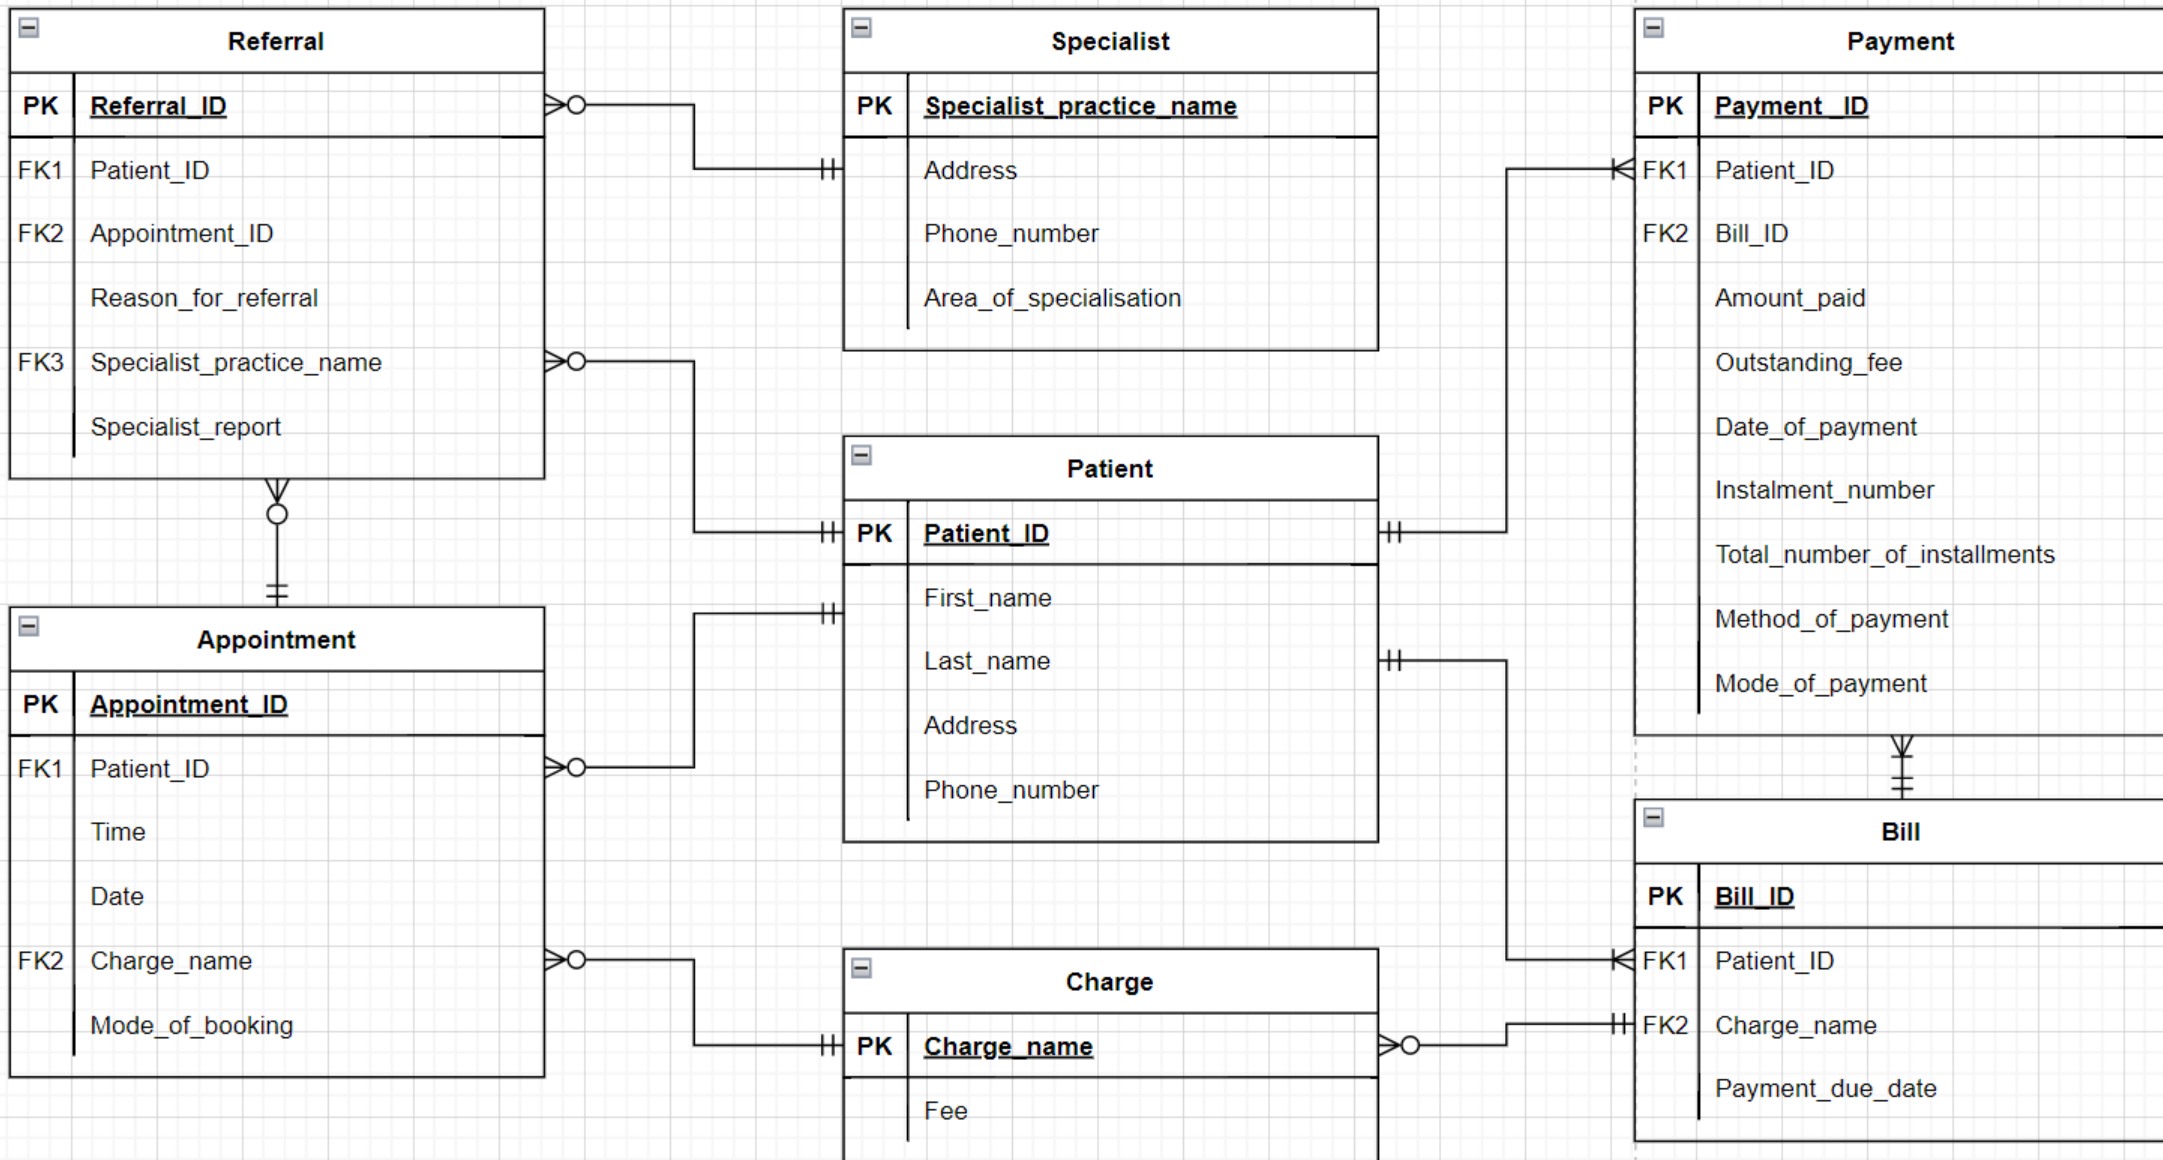 Referral
PK Referral_ID
FK1 Patient_ID
FK2 Appointment_ID
Reason_for_referral
FK3 Specialist_practice_name
Specialist_report
Specialist
PK Specialist_practice_name
Address
Phone_number
Area_of_specialisation
Payment
PK Payment _ID
FK1 Patient_ID
FK2 Bill_ID
Amount_paid
Outstanding_fee
Date_of_payment
Instalment_number
Total_number_of_installments
Method_of_payment
Mode_of_payment
Patient
PK Patient_ID
First_name
Last_name
Address
Phone_number
Appointment
PK Appointment_ID
FK1 Patient_ID
Time
Date
FK2 Charge_name
Mode_of_booking
Charge
PK Charge_name
Fee
Bill
PK Bill_ID
FK1 Patient_ID
FK2 Charge_name
Payment_due_date